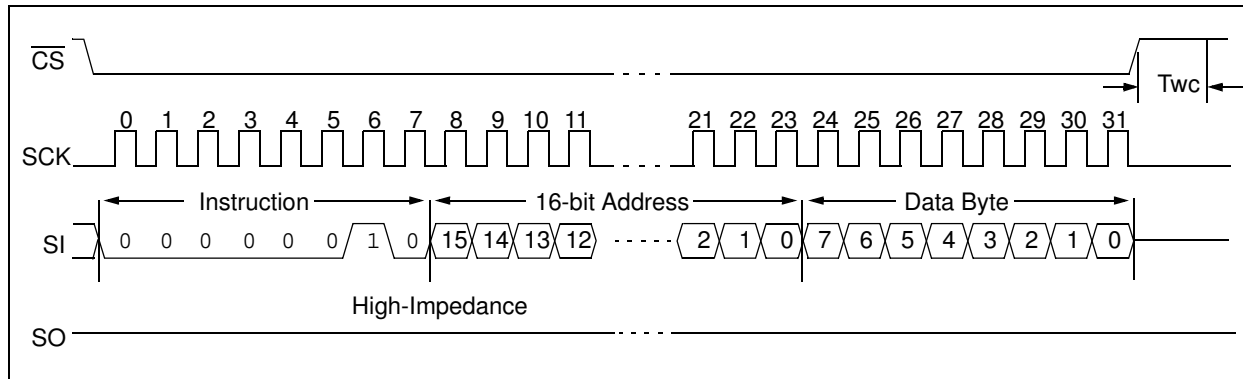 CS
Twc
0 1 2 3 4 5 6 7 8 9 10 11 21 22 23 24 25 26 27 28 29 30 31
SCK
Instruction 16-bit Address Data Byte
SI 0 0 0 0 0 0 1 0 15 14 13 12 2 1 0 7 6 5 4 3 2 1 0
High-Impedance
SO